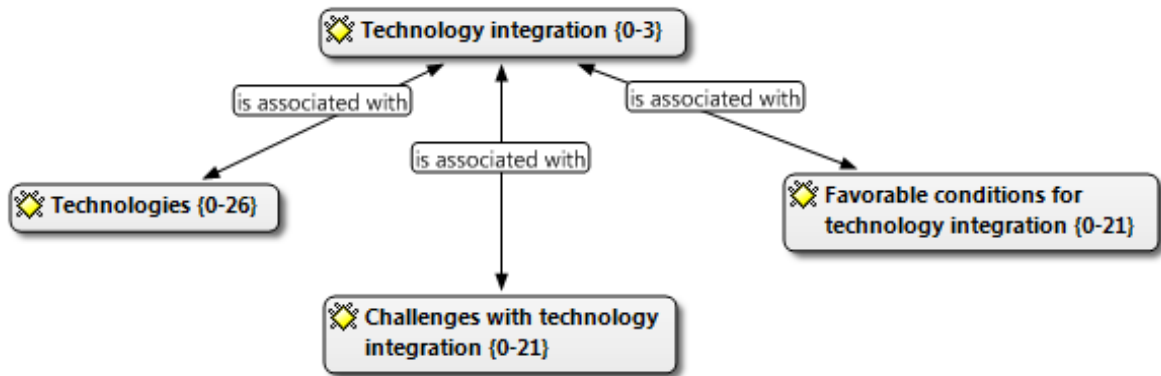 Technology integration {0-3}
is associated with
is associated with
is associated with
Technologies {0-26}
Favorable conditions for
technology integration {0-21}
Challenges with technology
integration {0-21}